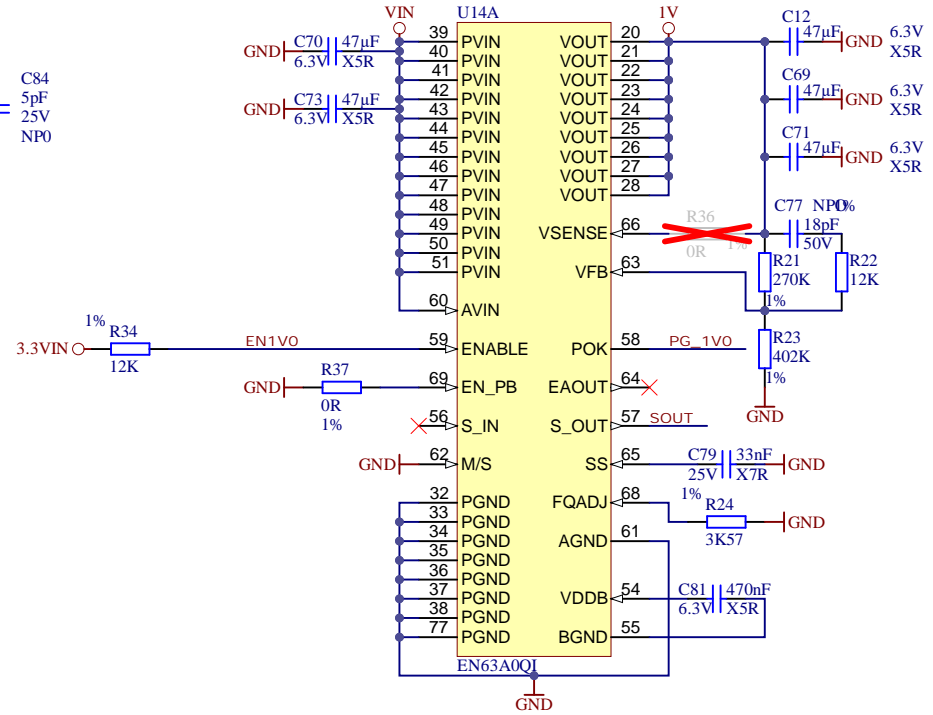 VIN
U14A
1V
C12
47µF
GND
6.3V
X5R
C69
47µF
GND
6.3V
X5R
C71
47µF
GND
6.3V
X5R
C84
5pF
25V
NP0
GND
C70
47µF
6.3V
X5R
GND
C73
47µF
6.3V
X5R
39 PVIN
40 PVIN
41 PVIN
42 PVIN
43 PVIN
44 PVIN
45 PVIN
46 PVIN
47 PVIN
48 PVIN
49 PVIN
50 PVIN
51 PVIN
60 AVIN
59 ENABLE
69 EN_PB
56 S_IN
62 M/S
32 PGND
33 PGND
34 PGND
35 PGND
36 PGND
37 PGND
38 PGND
77 PGND
VOUT 20
VOUT 21
VOUT 22
VOUT 23
VOUT 24
VOUT 25
VOUT 26
VOUT 27
VOUT 28
VSENSE 66
VFB 63
POK 58
EAOUT 64
S_OUT 57
SS 65
FQADJ 68
AGND 61
VDDB 54
BGND 55
R36
0R
1%
C77
NP0
1%
18pF
50V
R21
270K
1%
R22
12K
R23
402K
1%
GND
3.3VIN
1%
R34
12K
EN1V0
GND
R37
0R
1%
GND
PG_1V0
SOUT
C79
33nF
25V
X7R
GND
1%
R24
3K57
GND
C81
470nF
6.3V
X5R
EN63A0QI
GND